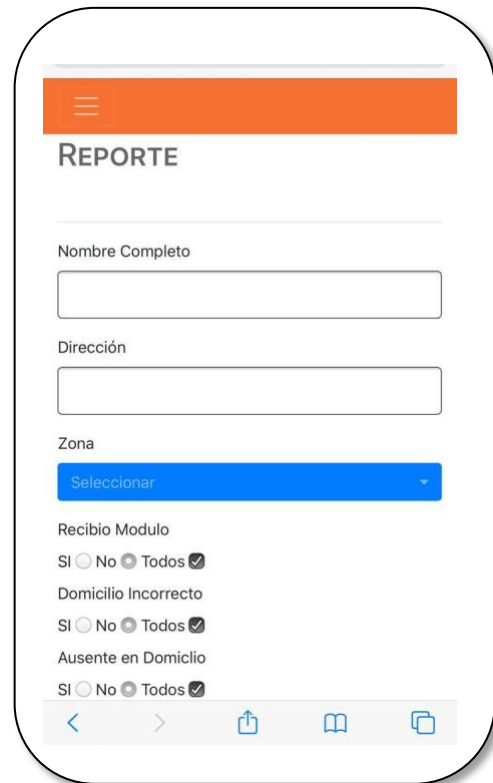 REPORTE
Nombre Completo
Dirección
Zona
Seleccionar
Recibio Modulo
SI No Todos
Domicilio Incorrecto
SI No Todos
Ausente en Domiclio
SI No Todos